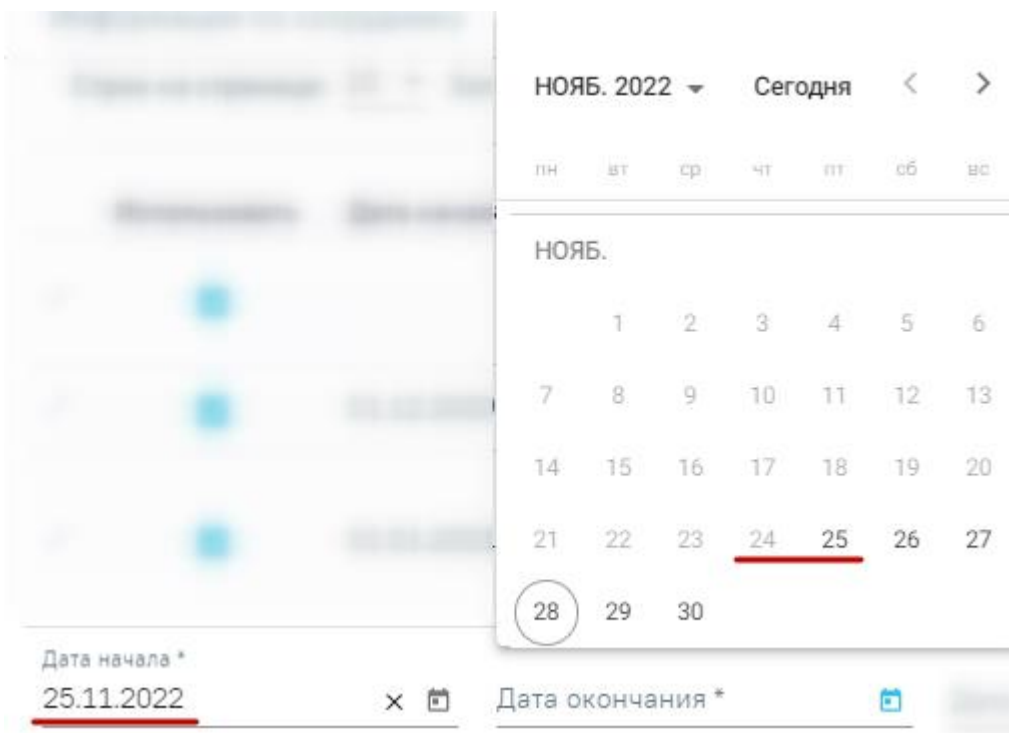 НОЯБ. 2022 Сегодня
пн вт ср чт пт сб вс
НОЯБ.
1 2 3 4 5 6
7 8 9 10 11 12 13
14 15 16 17 18 19 20
21 22 23 24 25 26 27
28 29 30
Дата начала *
25.11.2022
Дата окончания *